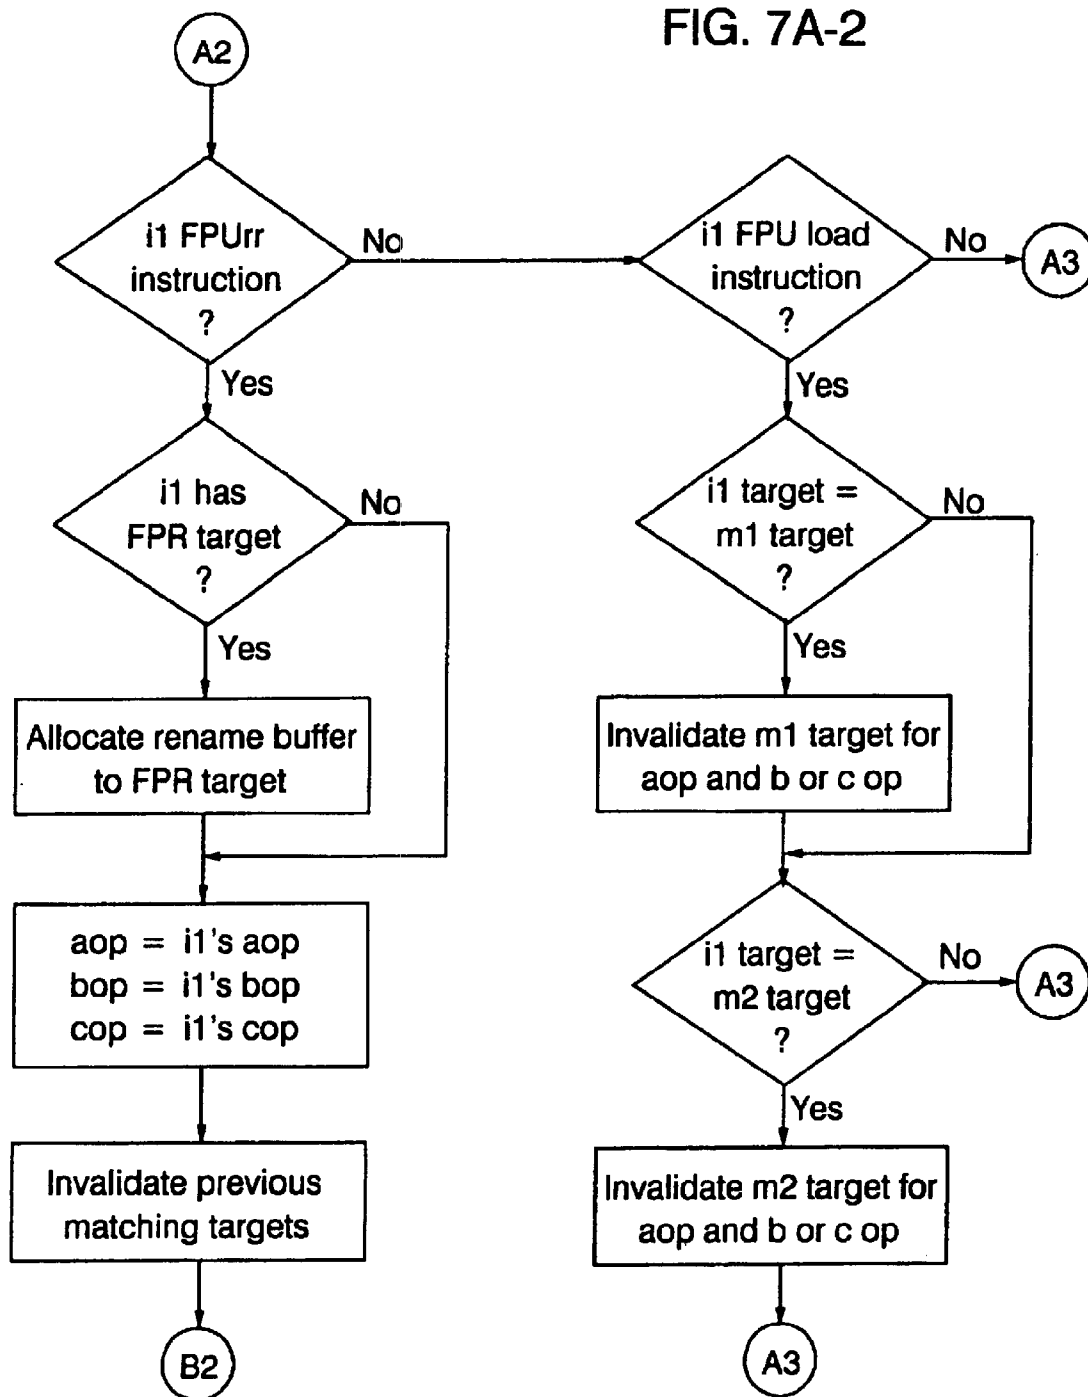 FIG. 7A-2
A2
i1 FPUrr
instruction
?
No
Yes
i1 FPU load
instruction
?
No
A3
Yes
i1 has
FPR target
?
No
Yes
i1 target =
m1 target
?
No
Yes
Allocate rename buffer
to FPR target
Invalidate m1 target for
aop and b or c op
aop = i1's aop
bop = i1's bop
cop = i1's cop
i1 target =
m2 target
?
No
A3
Yes
Invalidate previous
matching targets
Invalidate m2 target for
aop and b or c op
B2
A3